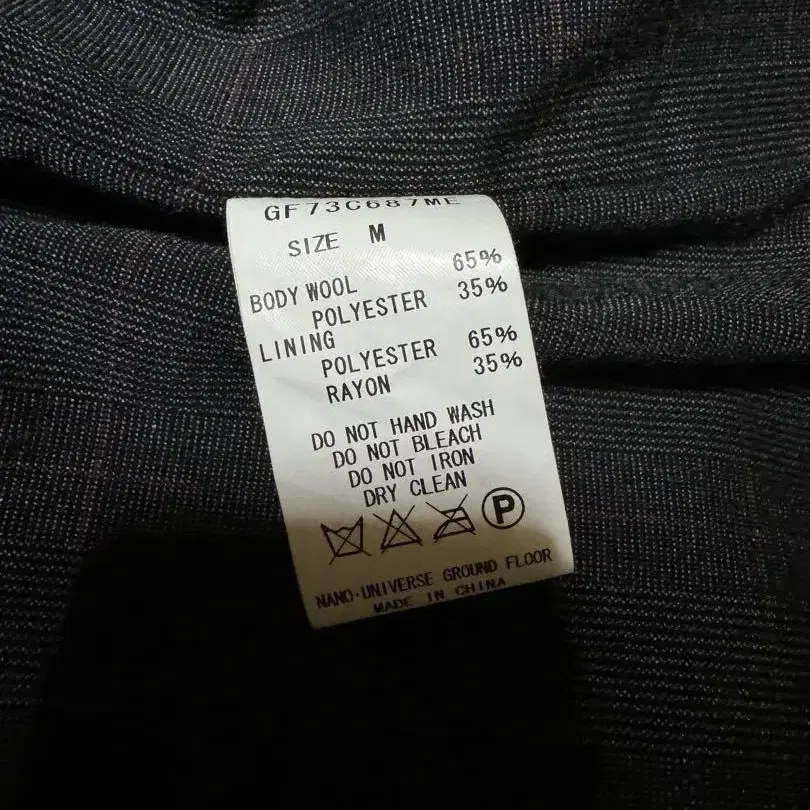 GF73C687ME
SIZE M
BODY WOOL 65%
POLYESTER 35%
LINING
POLYESTER 65%
RAYON 35%
DO NOT HAND WASH
DO NOT BLEACH
DO NOT IRON
DRY CLEAN
P
NANO·UNIVERSE GROUND FLOOR
MADE IN CHINA